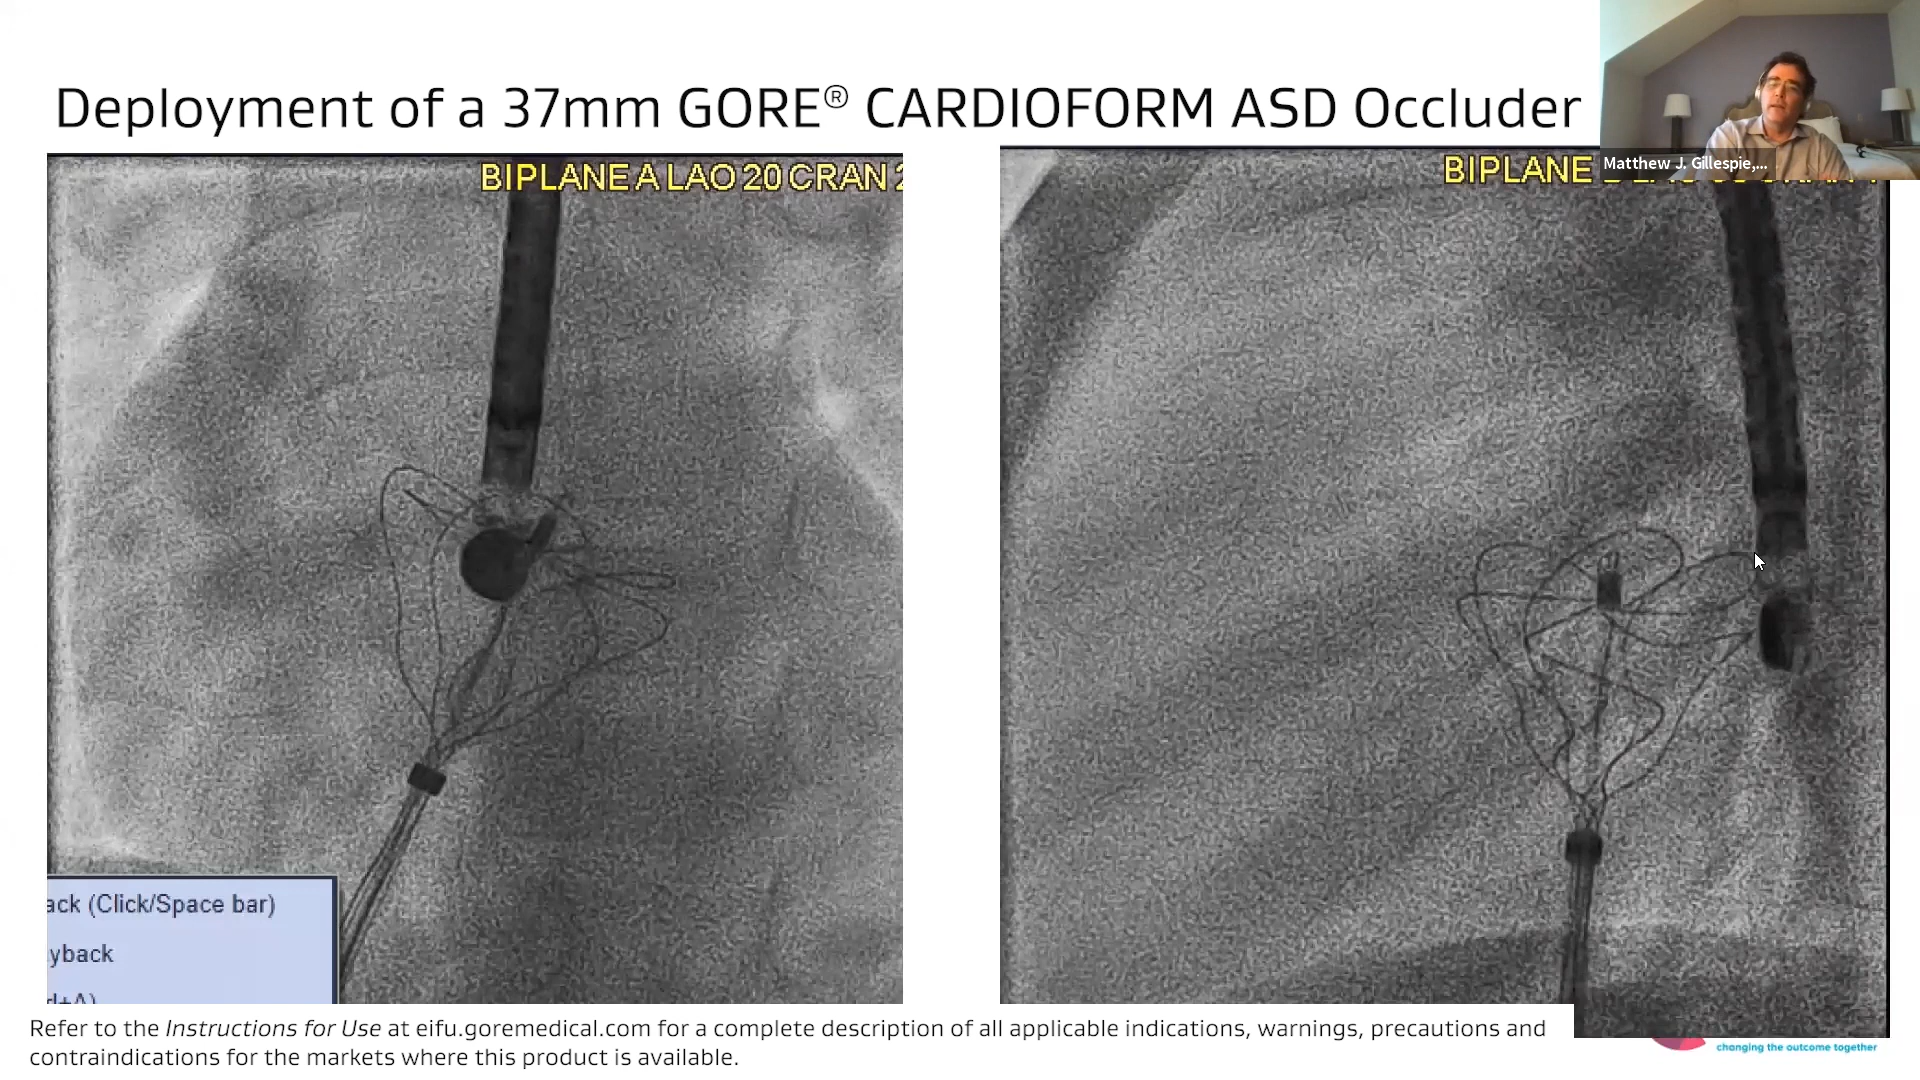 Deployment of a 37mm GORE® CARDIOFORM ASD Occluder
Matthew J. Gillespie,...
BIPLANE A LAO 20 CRAN
BIPLANE
ack (Click/Space bar)
yback
Refer to the Instructions for Use at eifu.goremedical.com for a complete description of all applicable indications, warnings, precautions and
contraindications for the markets where this product is available.
changing the outcome together